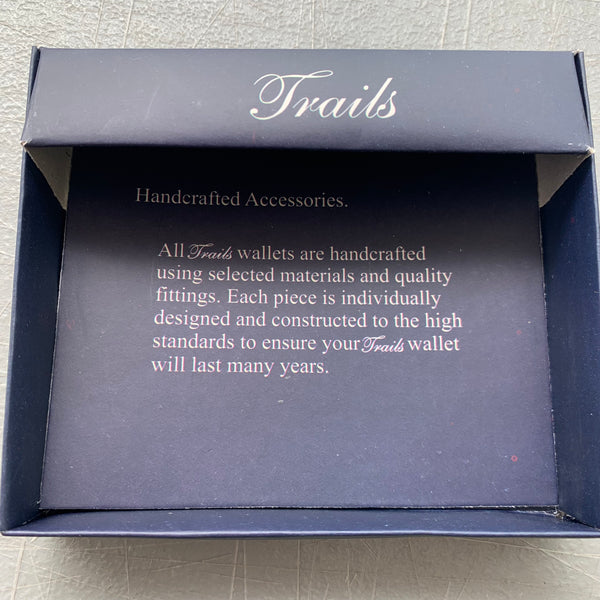 Trails
Handcrafted Accessories.
All Trails wallets are handcrafted
using selected materials and quality
fittings. Each piece is individually
designed and constructed to the high
standards to ensure your Trails wallet
will last many years.